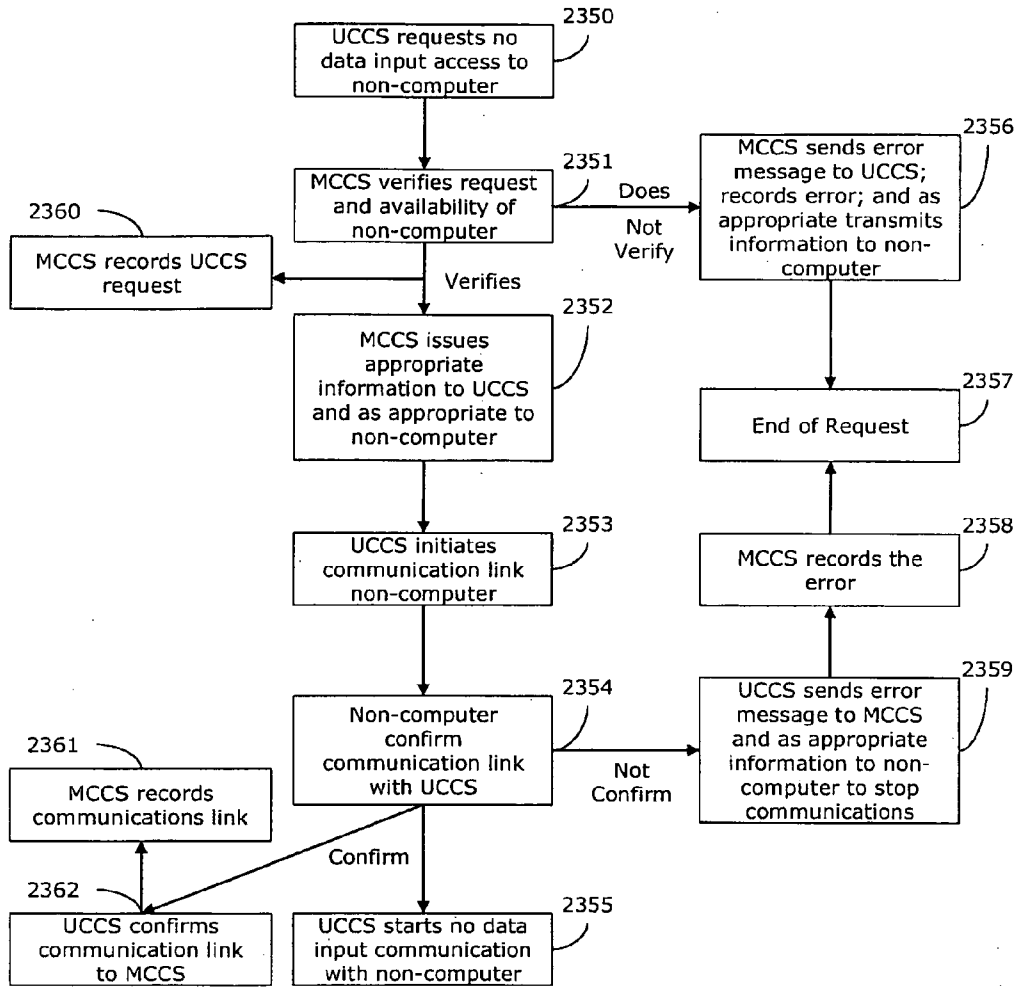 2350
UCCS requests no
data input access to
non-computer
2351
MCCS verifies request
and availability of
non-computer
Does
Not
Verify
2356
MCCS sends error
message to UCCS;
records error; and as
appropriate transmits
information to non-
computer
2360
MCCS records UCCS
request
Verifies
2352
MCCS issues
appropriate
information to UCCS
and as appropriate to
non-computer
2357
End of Request
2353
UCCS initiates
communication link
non-computer
2358
MCCS records the
error
2354
Non-computer
confirm
communication link
with UCCS
Not
Confirm
2359
UCCS sends error
message to MCCS
and as appropriate
information to non-
computer to stop
communications
2361
MCCS records
communications link
Confirm
2362
UCCS confirms
communication link
to MCCS
2355
UCCS starts no data
input communication
with non-computer